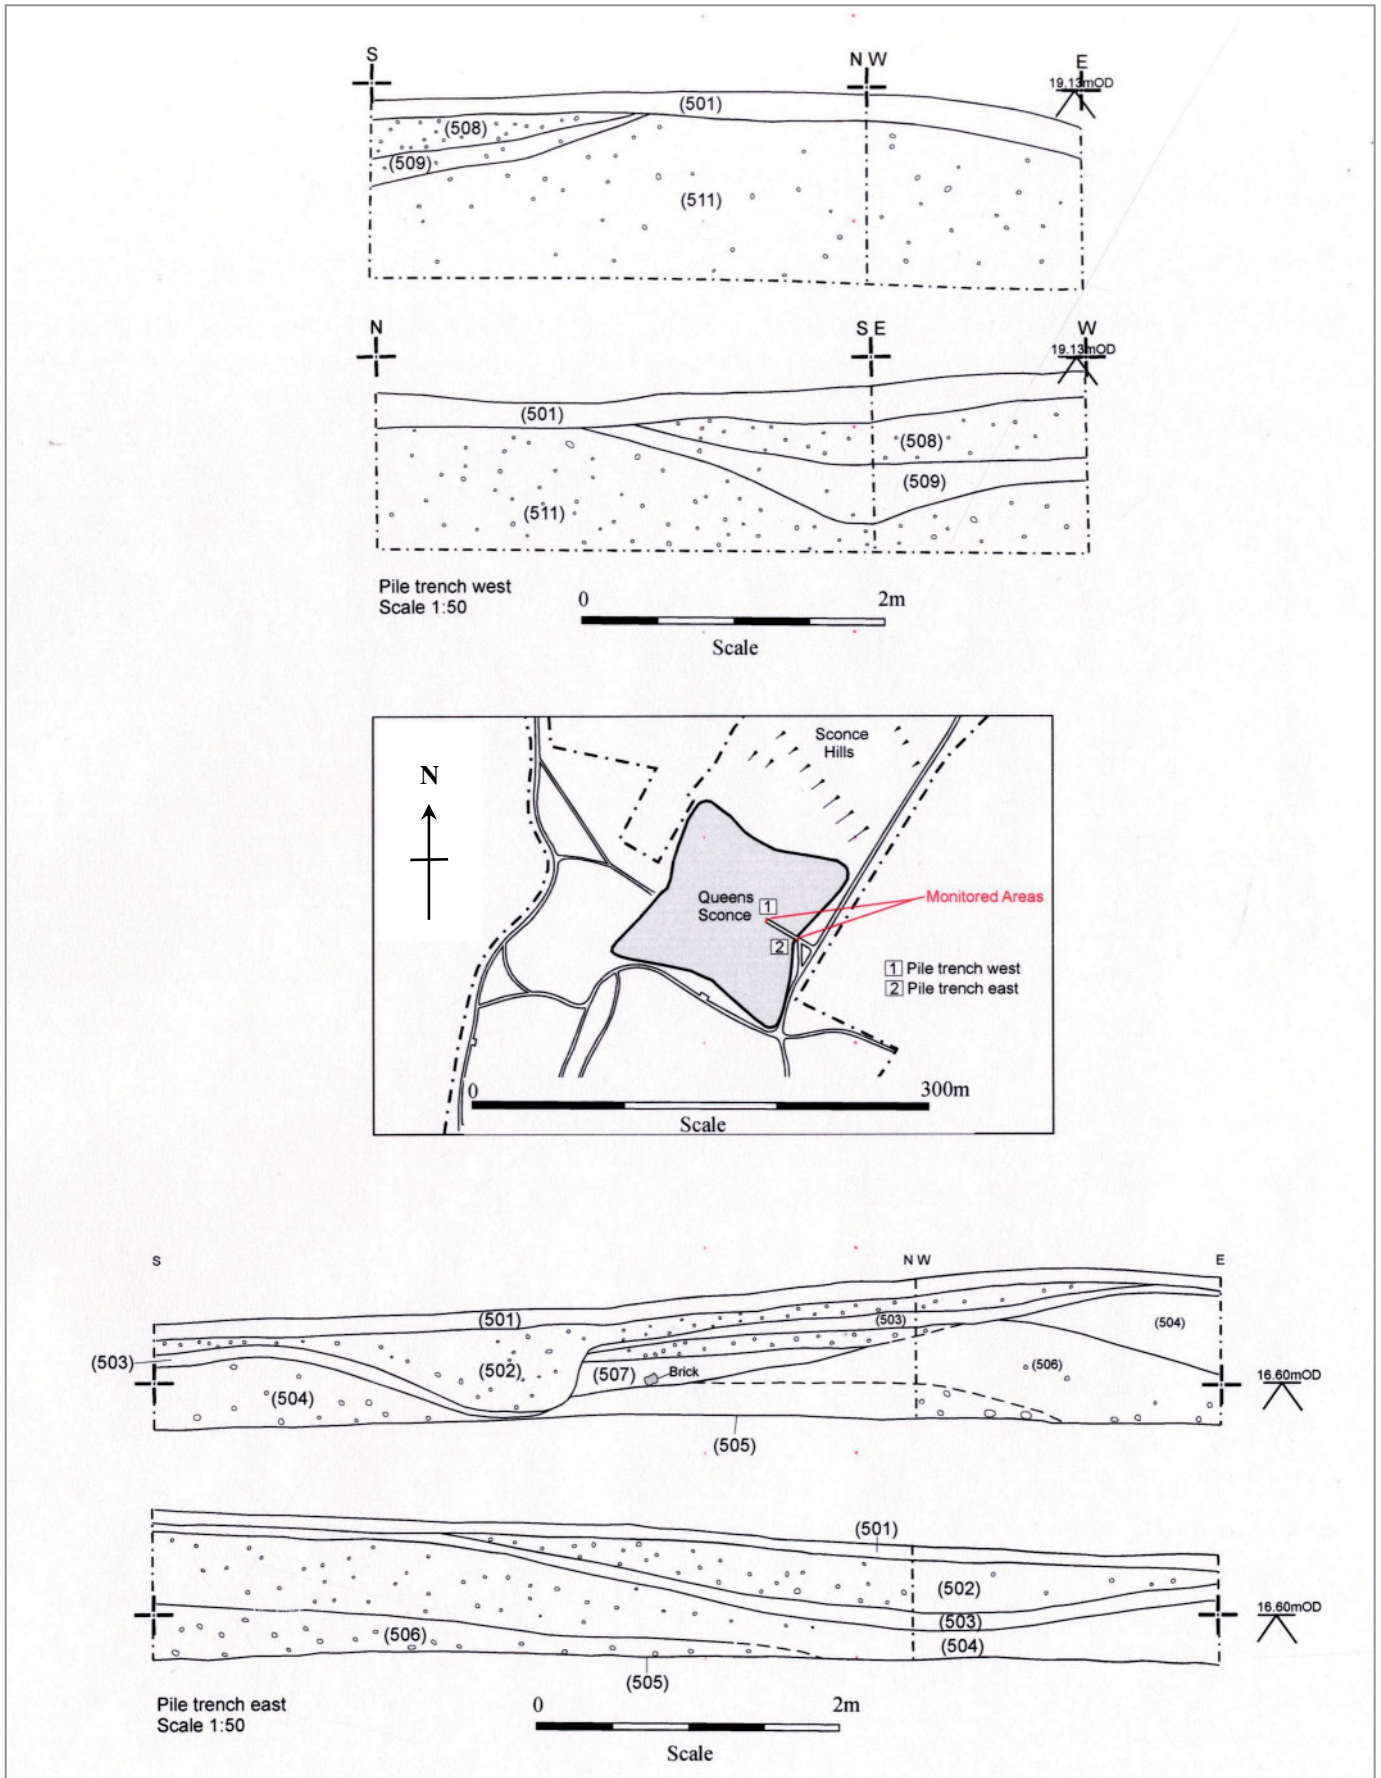 S
N W
E
19.13mOD
(501)
(508)
(509)
(511)
N
S E
W
19.13mOD
(501)
(508)
(509)
(511)
Pile trench west
Scale 1:50
0
2m
Scale
Sconce
Hills
N
Queens
Sconce
1
Monitored Areas
2
1 Pile trench west
2 Pile trench east
0
300m
Scale
S
N W
E
(501)
(503)
(504)
(503)
(502)
(506)
(507)
Brick
16.60mOD
(504)
(505)
(501)
(502)
16.60mOD
(503)
(506)
(504)
(505)
Pile trench east
Scale 1:50
0
2m
Scale